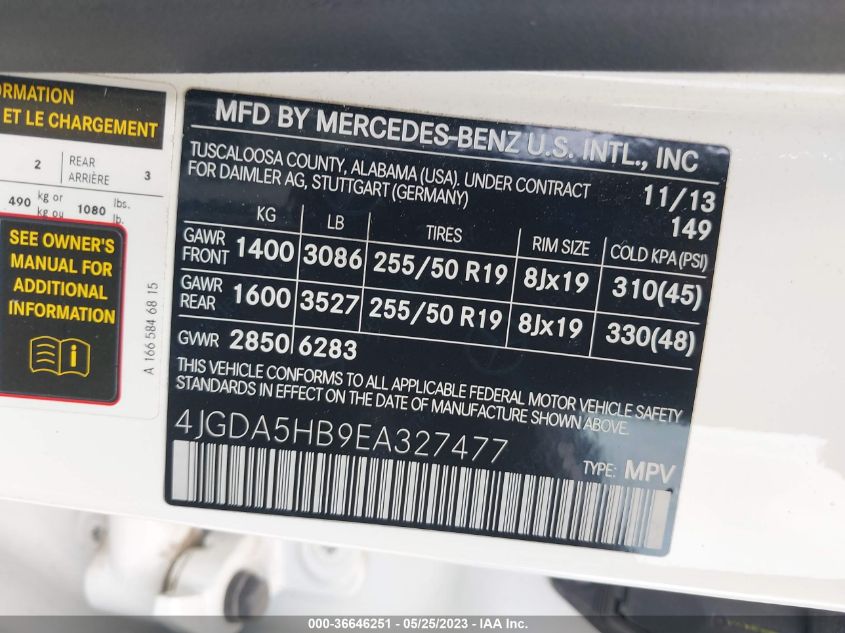 ORMATION
ET LE CHARGEMENT
2 REAR ARRIÈRE 3
490 kg or kg ou 1080 lbs. lb.
SEE OWNER'S
MANUAL FOR
ADDITIONAL
INFORMATION
A 166 584 68 15
MFD BY MERCEDES-BENZ U.S. INTL., INC
TUSCALOOSA COUNTY, ALABAMA (USA). UNDER CONTRACT
FOR DAIMLER AG, STUTTGART (GERMANY)
11/13
149
KG LB TIRES RIM SIZE COLD KPA(PSI)
GAWR FRONT 1400 3086 255/50 R19 8Jx19 310(45)
GAWR REAR 1600 3527 255/50 R19 8Jx19 330(48)
GVWR 2850 6283
THIS VEHICLE CONFORMS TO ALL APPLICABLE FEDERAL MOTOR VEHICLE SAFETY
STANDARDS IN EFFECT ON THE DATE OF MANUFACTURE SHOWN ABOVE.
4JGDA5HB9EA327477
TYPE: MPV
000-36646251 - 05/25/2023 - IAA Inc.